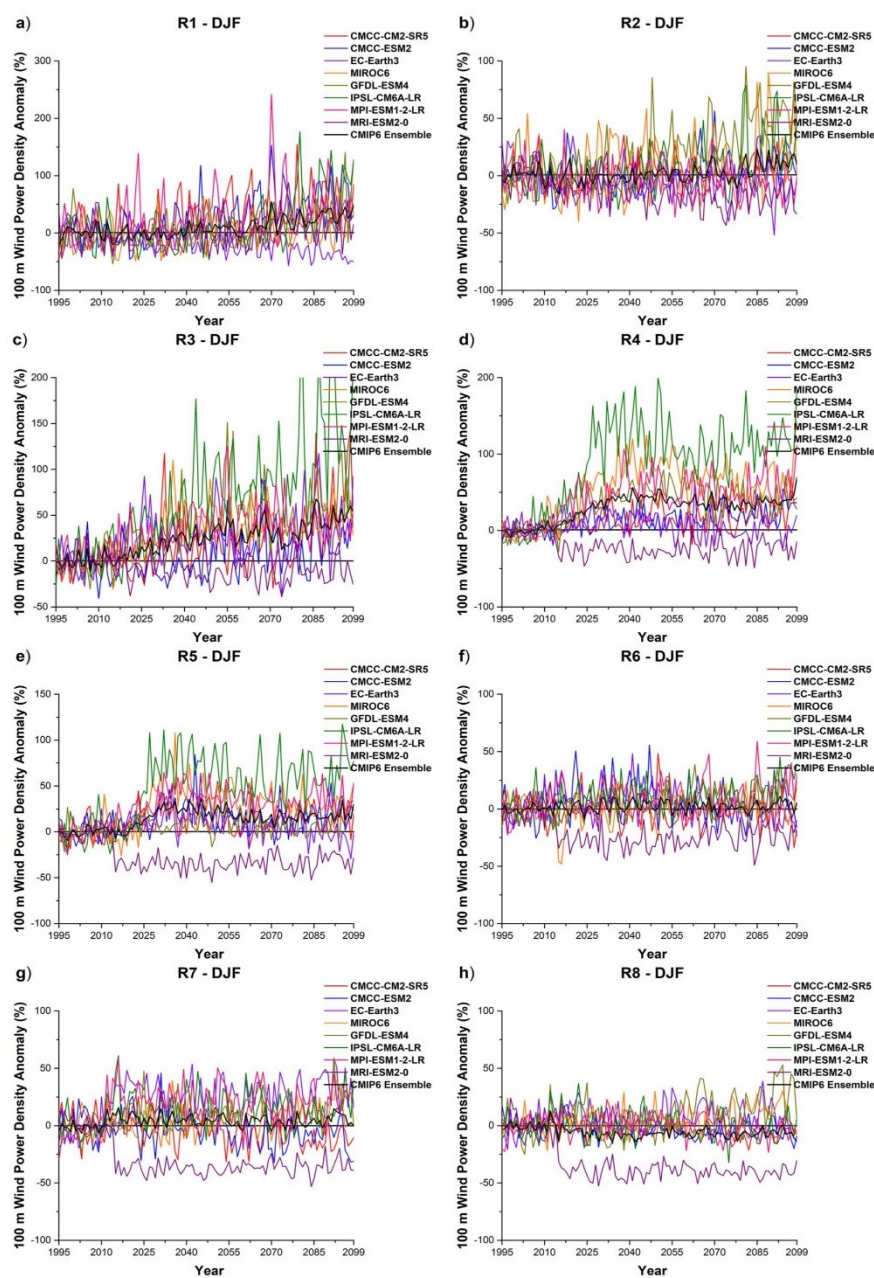 a)
R1 - DJF
100 m Wind Power Density Anomaly (%)
300
200
100
0
-100
CMCC-CM2-SR5
CMCC-ESM2
EC-Earth3
MIROC6
GFDL-ESM4
IPSL-CM6A-LR
MPI-ESM1-2-LR
MRI-ESM2-0
CMIP6 Ensemble
1995 2010 2025 2040 2055 2070 2085 2099
Year
b)
R2 - DJF
100 m Wind Power Density Anomaly (%)
100
50
0
-50
-100
CMCC-CM2-SR5
CMCC-ESM2
EC-Earth3
MIROC6
GFDL-ESM4
IPSL-CM6A-LR
MPI-ESM1-2-LR
MRI-ESM2-0
CMIP6 Ensemble
1995 2010 2025 2040 2055 2070 2085 2099
Year
c)
R3 - DJF
100 m Wind Power Density Anomaly (%)
200
150
100
50
0
-50
CMCC-CM2-SR5
CMCC-ESM2
EC-Earth3
MIROC6
GFDL-ESM4
IPSL-CM6A-LR
MPI-ESM1-2-LR
MRI-ESM2-0
CMIP6 Ensemble
1995 2010 2025 2040 2055 2070 2085 2099
Year
d)
R4 - DJF
100 m Wind Power Density Anomaly (%)
200
100
0
-100
CMCC-CM2-SR5
CMCC-ESM2
EC-Earth3
MIROC6
GFDL-ESM4
IPSL-CM6A-LR
MPI-ESM1-2-LR
MRI-ESM2-0
CMIP6 Ensemble
1995 2010 2025 2040 2055 2070 2085 2099
Year
e)
R5 - DJF
100 m Wind Power Density Anomaly (%)
150
100
50
0
-50
-100
CMCC-CM2-SR5
CMCC-ESM2
EC-Earth3
MIROC6
GFDL-ESM4
IPSL-CM6A-LR
MPI-ESM1-2-LR
MRI-ESM2-0
CMIP6 Ensemble
1995 2010 2025 2040 2055 2070 2085 2099
Year
f)
R6 - DJF
100 m Wind Power Density Anomaly (%)
100
50
0
-50
-100
CMCC-CM2-SR5
CMCC-ESM2
EC-Earth3
MIROC6
GFDL-ESM4
IPSL-CM6A-LR
MPI-ESM1-2-LR
MRI-ESM2-0
CMIP6 Ensemble
1995 2010 2025 2040 2055 2070 2085 2099
Year
g)
R7 - DJF
100 m Wind Power Density Anomaly (%)
100
50
0
-50
-100
CMCC-CM2-SR5
CMCC-ESM2
EC-Earth3
MIROC6
GFDL-ESM4
IPSL-CM6A-LR
MPI-ESM1-2-LR
MRI-ESM2-0
CMIP6 Ensemble
1995 2010 2025 2040 2055 2070 2085 2099
Year
h)
R8 - DJF
100 m Wind Power Density Anomaly (%)
100
50
0
-50
-100
CMCC-CM2-SR5
CMCC-ESM2
EC-Earth3
MIROC6
GFDL-ESM4
IPSL-CM6A-LR
MPI-ESM1-2-LR
MRI-ESM2-0
CMIP6 Ensemble
1995 2010 2025 2040 2055 2070 2085 2099
Year